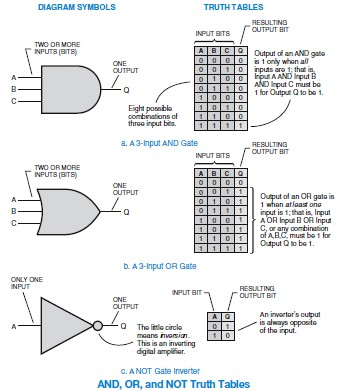 DIAGRAM SYMBOLS
TRUTH TABLES
TWO OR MORE
INPUTS (BITS)
ONE
OUTPUT
A
B
C
Q
Eight possible
combinations of
three input bits.
INPUT BITS
RESULTING
OUTPUT BIT
A B C Q
0 0 0 0
0 0 1 0
0 1 0 0
0 1 1 0
1 0 0 0
1 0 1 0
1 1 0 0
1 1 1 1
Output of an AND gate
is 1 only when all
inputs are 1; that is,
Input A AND Input B
AND Input C must be
1 for Output Q to be 1.
a. A 3-Input AND Gate
TWO OR MORE
INPUTS (BITS)
ONE
OUTPUT
A
B
C
Q
INPUT BITS
RESULTING
OUTPUT BIT
A B C Q
0 0 0 0
0 0 1 1
0 1 0 1
0 1 1 1
1 0 0 1
1 0 1 1
1 1 0 1
1 1 1 1
Output of an OR gate is
1 when at least one
input is 1; that is, Input
A OR Input B OR Input
C, or any combination
of A,B,C, must be 1 for
Output Q to be 1.
b. A 3-Input OR Gate
ONLY ONE
INPUT
ONE
OUTPUT
A
Q
The little circle
means inversion.
This is an inverting
digital amplifier.
INPUT BIT
RESULTING
OUTPUT BIT
A Q
0 1
1 0
An inverter's output
is always opposite
of the input.
c. A NOT Gate Inverter
AND, OR, and NOT Truth Tables